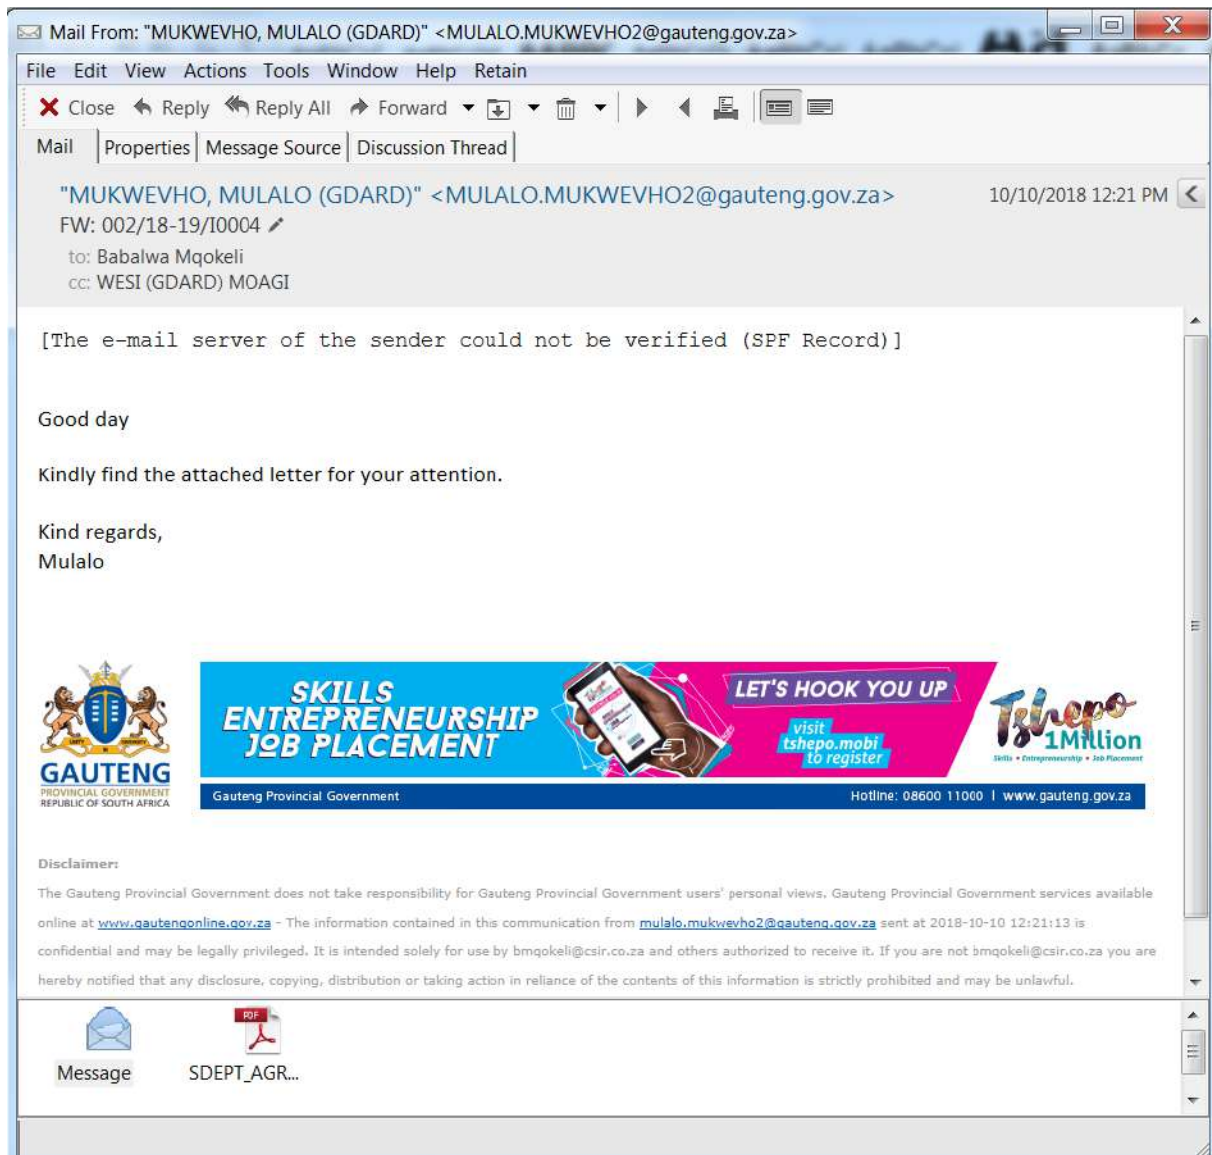 Mail From: "MUKWEVHO, MULALO (GDARD)" <MULALO.MUKWEVHO2@gauteng.gov.za>
File Edit View Actions Tools Window Help Retain
Close Reply Reply All Forward
Mail Properties Message Source Discussion Thread
"MUKWEVHO, MULALO (GDARD)" <MULALO.MUKWEVHO2@gauteng.gov.za> 10/10/2018 12:21 PM
FW: 002/18-19/I0004
to: Babalwa Mqokeli
cc: WESI (GDARD) MOAGI
[The e-mail server of the sender could not be verified (SPF Record)]
Good day
Kindly find the attached letter for your attention.
Kind regards,
Mulalo
UNITY IN DIVERSITY
GAUTENG
PROVINCIAL GOVERNMENT
REPUBLIC OF SOUTH AFRICA
SKILLS
ENTREPRENEURSHIP
JOB PLACEMENT
LET'S HOOK YOU UP
visit
tshepo.mobi
to register
Tshepo
1Million
Skills • Entrepreneurship • Job Placement
Gauteng Provincial Government Hotline: 08600 11000 | www.gauteng.gov.za
Disclaimer:
The Gauteng Provincial Government does not take responsibility for Gauteng Provincial Government users' personal views. Gauteng Provincial Government services available
online at www.gautengonline.gov.za - The information contained in this communication from mulalo.mukwevho2@gauteng.gov.za sent at 2018-10-10 12:21:13 is
confidential and may be legally privileged. It is intended solely for use by bmqokeli@csir.co.za and others authorized to receive it. If you are not bmqokeli@csir.co.za you are
hereby notified that any disclosure, copying, distribution or taking action in reliance of the contents of this information is strictly prohibited and may be unlawful.
PDF
Message SDEPT_AGR...